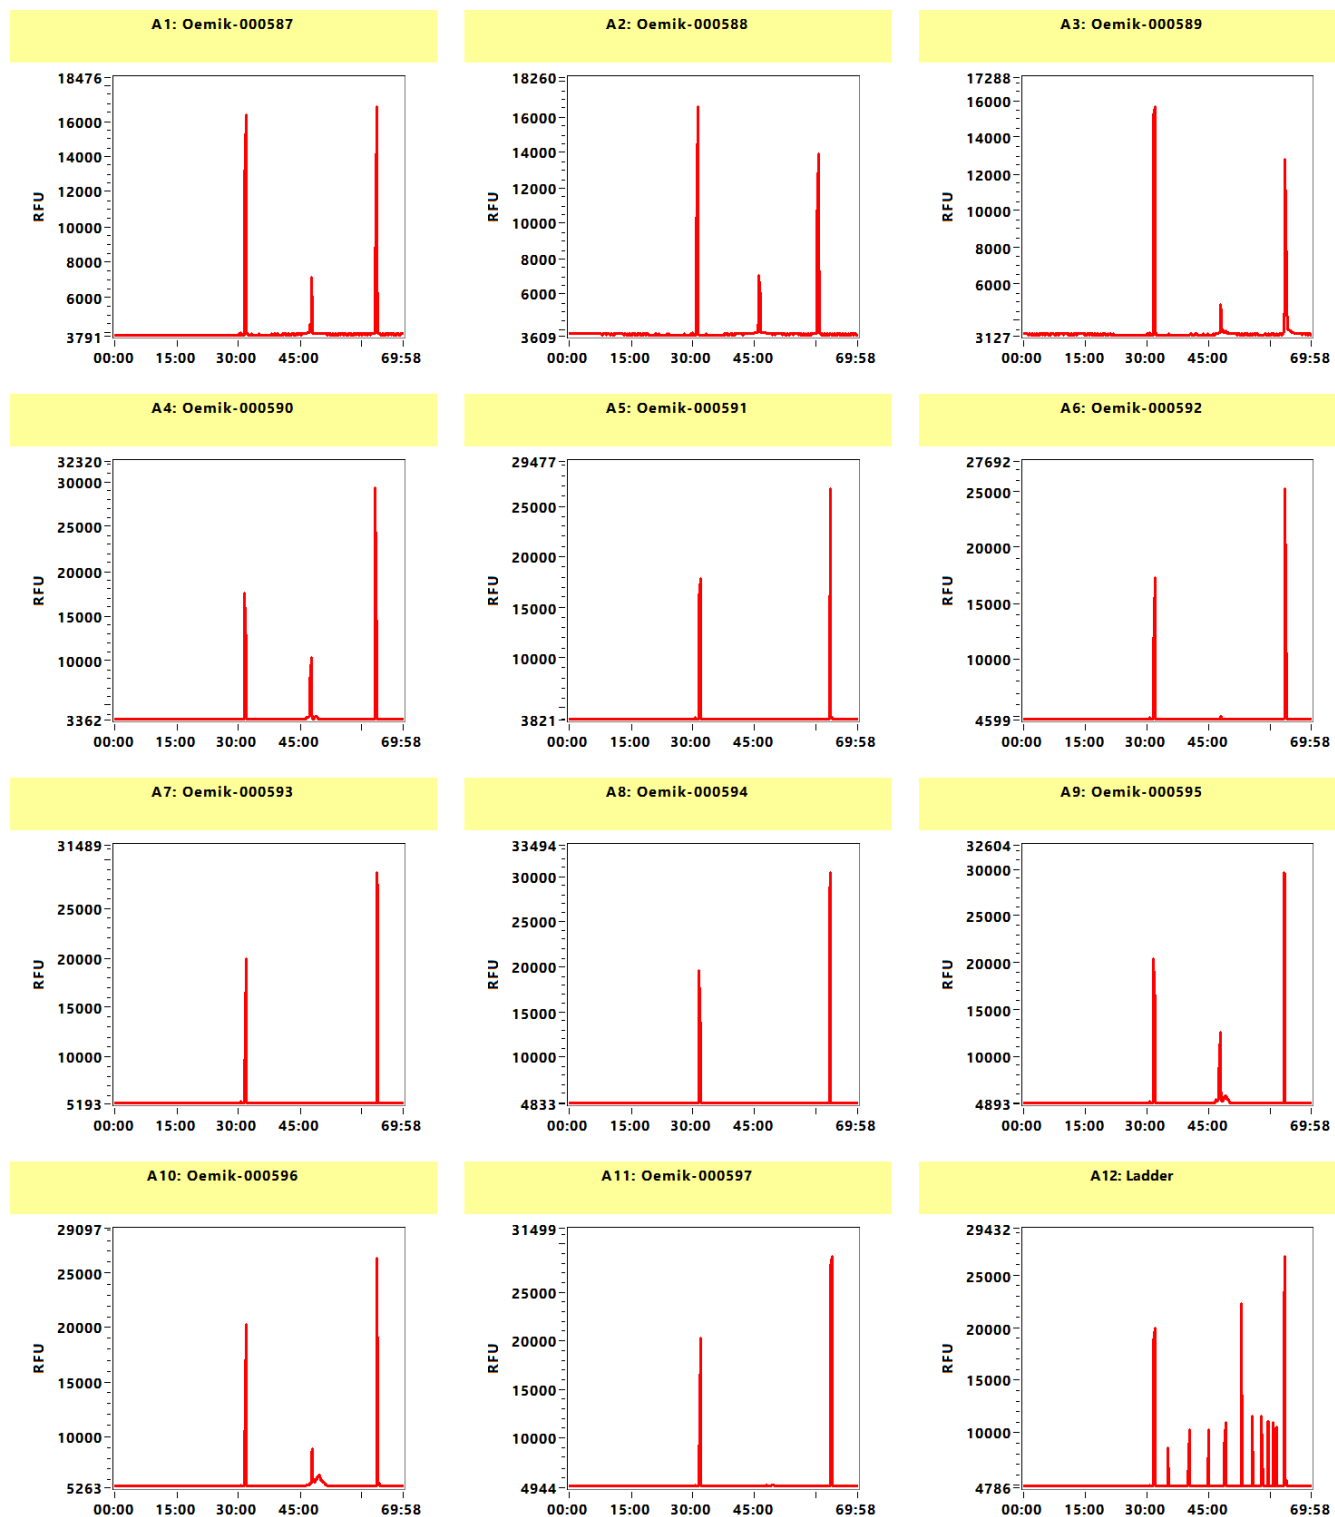 A1: Oemik-000587
A2: Oemik-000588
A3: Oemik-000589
18476
16000
14000
12000
10000
8000
6000
3791
RFU
00:00 15:00 30:00 45:00 69:58
18260
16000
14000
12000
10000
8000
6000
3609
RFU
00:00 15:00 30:00 45:00 69:58
17288
16000
14000
12000
10000
8000
6000
3127
RFU
00:00 15:00 30:00 45:00 69:58
A4: Oemik-000590
A5: Oemik-000591
A6: Oemik-000592
32320
30000
25000
20000
15000
10000
3362
RFU
00:00 15:00 30:00 45:00 69:58
29477
25000
20000
15000
10000
3821
RFU
00:00 15:00 30:00 45:00 69:58
27692
25000
20000
15000
10000
4599
RFU
00:00 15:00 30:00 45:00 69:58
A7: Oemik-000593
A8: Oemik-000594
A9: Oemik-000595
31489
25000
20000
15000
10000
5193
RFU
00:00 15:00 30:00 45:00 69:58
33494
30000
25000
20000
15000
10000
4833
RFU
00:00 15:00 30:00 45:00 69:58
32604
30000
25000
20000
15000
10000
4893
RFU
00:00 15:00 30:00 45:00 69:58
A10: Oemik-000596
A11: Oemik-000597
A12: Ladder
29097
25000
20000
15000
10000
5263
RFU
00:00 15:00 30:00 45:00 69:58
31499
25000
20000
15000
10000
4944
RFU
00:00 15:00 30:00 45:00 69:58
29432
25000
20000
15000
10000
4786
RFU
00:00 15:00 30:00 45:00 69:58